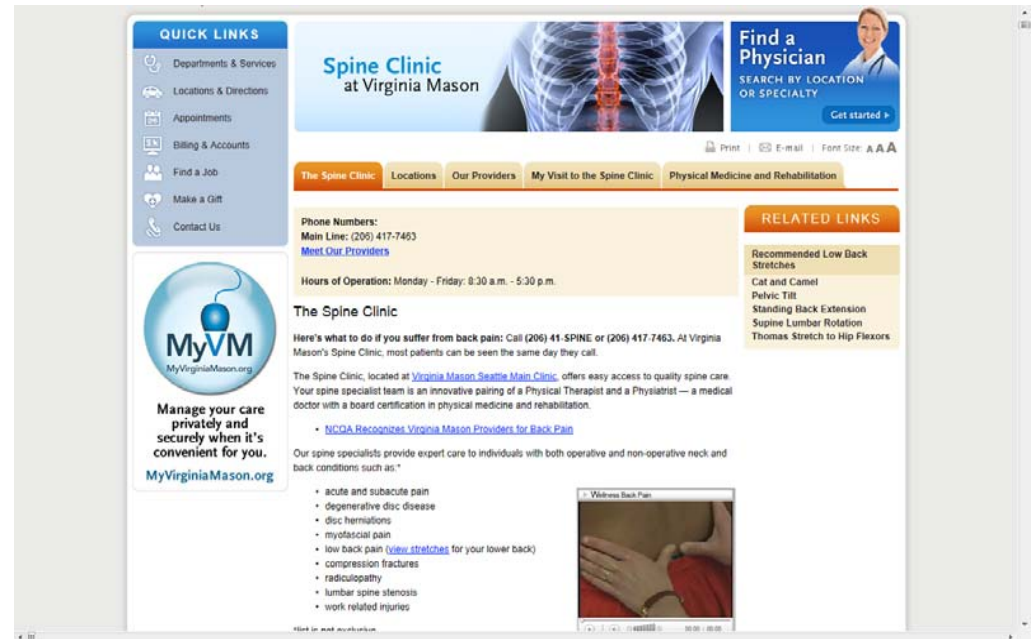 QUICK LINKS
Departments & Services
Locations & Directions
Appointments
Billing & Accounts
Find a Job
Make a Gift
Contact Us
MyVM
MyVirginiaMason.org
Manage your care
privately and
securely when it's
convenient for you.
MyVirginiaMason.org
Spine Clinic
at Virginia Mason
Find a
Physician
SEARCH BY LOCATION
OR SPECIALTY
Get started
Print | E-mail | Font Size: A A A
The Spine Clinic
Locations
Our Providers
My Visit to the Spine Clinic
Physical Medicine and Rehabilitation
Phone Numbers:
Main Line: (206) 417-7463
Meet Our Providers
Hours of Operation: Monday - Friday: 8:30 a.m. - 5:30 p.m.
The Spine Clinic
Here's what to do if you suffer from back pain: Call (206) 41-SPINE or (206) 417-7463. At Virginia
Mason's Spine Clinic, most patients can be seen the same day they call.
The Spine Clinic, located at Virginia Mason Seattle Main Clinic, offers easy access to quality spine care.
Your spine specialist team is an innovative pairing of a Physical Therapist and a Physiatrist — a medical
doctor with a board certification in physical medicine and rehabilitation.
• NCQA Recognizes Virginia Mason Providers for Back Pain
Our spine specialists provide expert care to individuals with both operative and non-operative neck and
back conditions such as:*
• acute and subacute pain
• degenerative disc disease
• disc herniations
• myofascial pain
• low back pain (view stretches for your lower back)
• compression fractures
• radiculopathy
• lumbar spine stenosis
• work related injuries
*list is not exclusive
Wellness Back Pain
00:00 / 00:00
RELATED LINKS
Recommended Low Back
Stretches
Cat and Camel
Pelvic Tilt
Standing Back Extension
Supine Lumbar Rotation
Thomas Stretch to Hip Flexors